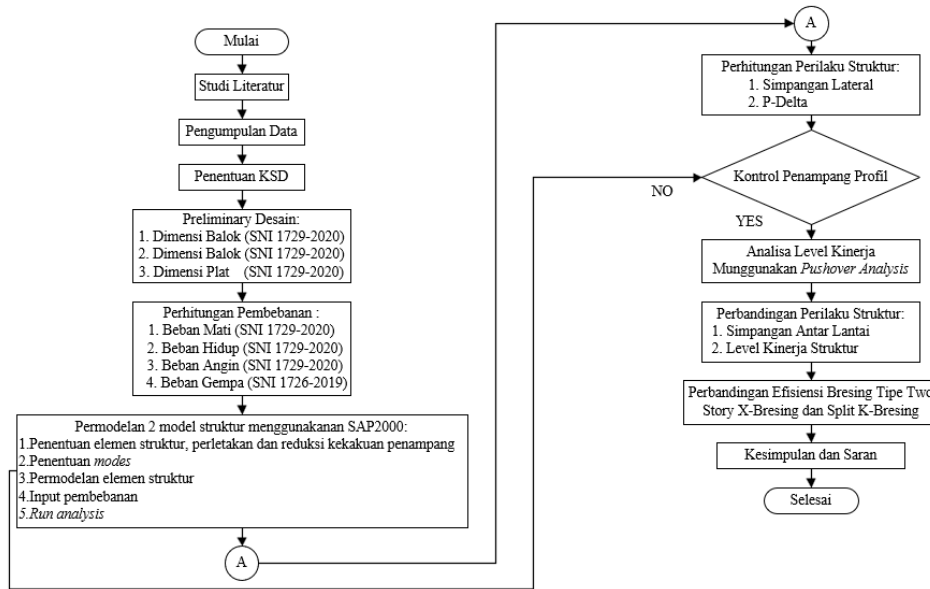 Mulai
Studi Literatur
Pengumpulan Data
Penentuan KSD
Preliminary Desain:
1. Dimensi Balok (SNI 1729-2020)
2. Dimensi Balok (SNI 1729-2020)
3. Dimensi Plat (SNI 1729-2020)
Perhitungan Pembebanan :
1. Beban Mati (SNI 1729-2020)
2. Beban Hidup (SNI 1729-2020)
3. Beban Angin (SNI 1729-2020)
4. Beban Gempa (SNI 1726-2019)
Permodelan 2 model struktur menggunakanan SAP2000:
1.Penentuan elemen struktur, perletakan dan reduksi kekakuan penampang
2.Penentuan modes
3.Permodelan elemen struktur
4.Input pembebanan
5.Run analysis
A
A
Perhitungan Perilaku Struktur:
1. Simpangan Lateral
2. P-Delta
Kontrol Penampang Profil
NO
YES
Analisa Level Kinerja
Munggunakan Pushover Analysis
Perbandingan Perilaku Struktur:
1. Simpangan Antar Lantai
2. Level Kinerja Struktur
Perbandingan Efisiensi Bresing Tipe Two
Story X-Bresing dan Split K-Bresing
Kesimpulan dan Saran
Selesai